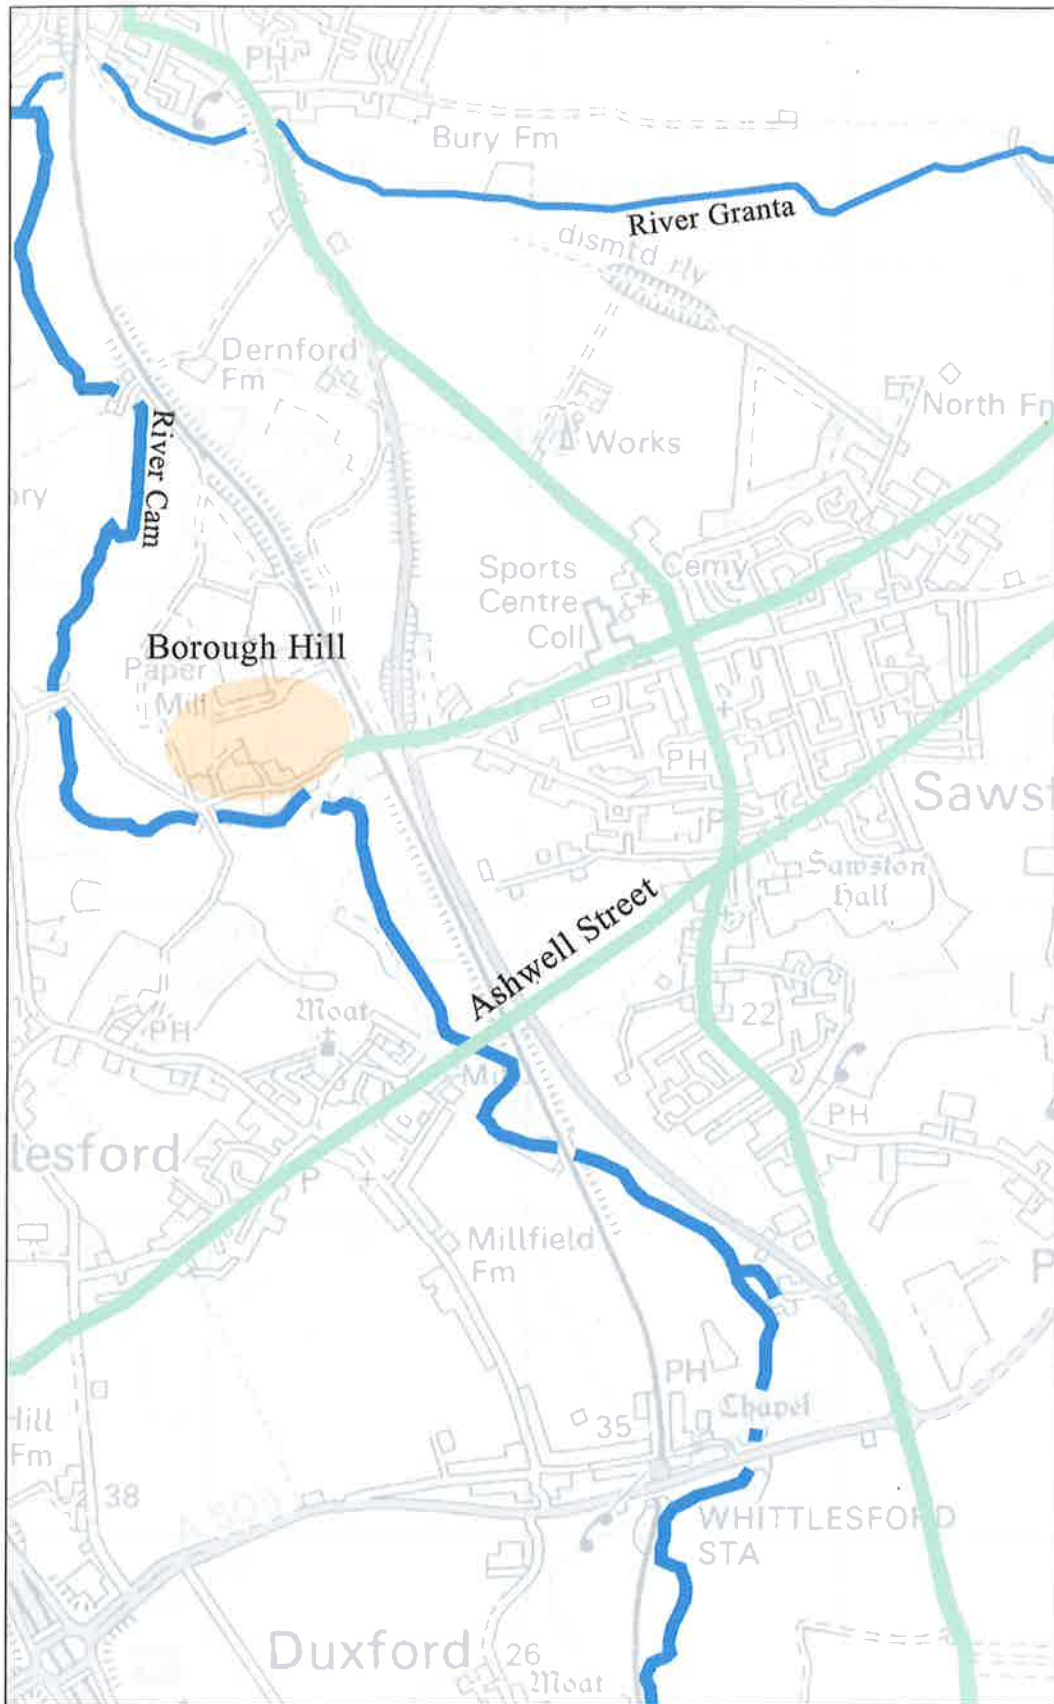 PH
Bury Fm
River Granta
dismtd rly
Dernford
Fm
North Fm
River Cam
Works
ory
Sports
Centre
Coll
Cemy
Borough Hill
Paper
Mill
PH
Sawst
Sawston
Hall
Ashwell Street
Moat
22
PH
Mill
PH
lesford
P
Millfield
Fm
P
PH
Chapel
35
Hill
Fm
38
WHITTLESFORD
STA
Duxford
26
Moat